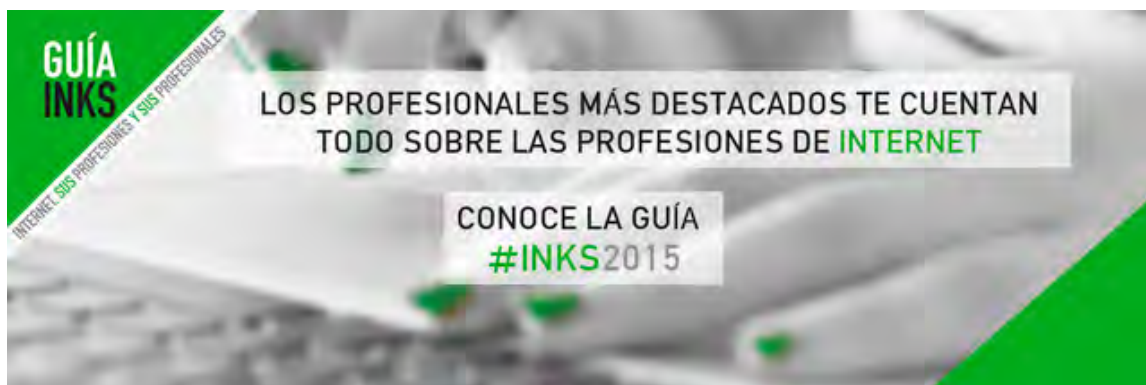 GUÍA
INKS
INTERNET, SUS PROFESIONES Y SUS PROFESIONALES
LOS PROFESIONALES MÁS DESTACADOS TE CUENTAN
TODO SOBRE LAS PROFESIONES DE INTERNET
CONOCE LA GUÍA
#INKS2015